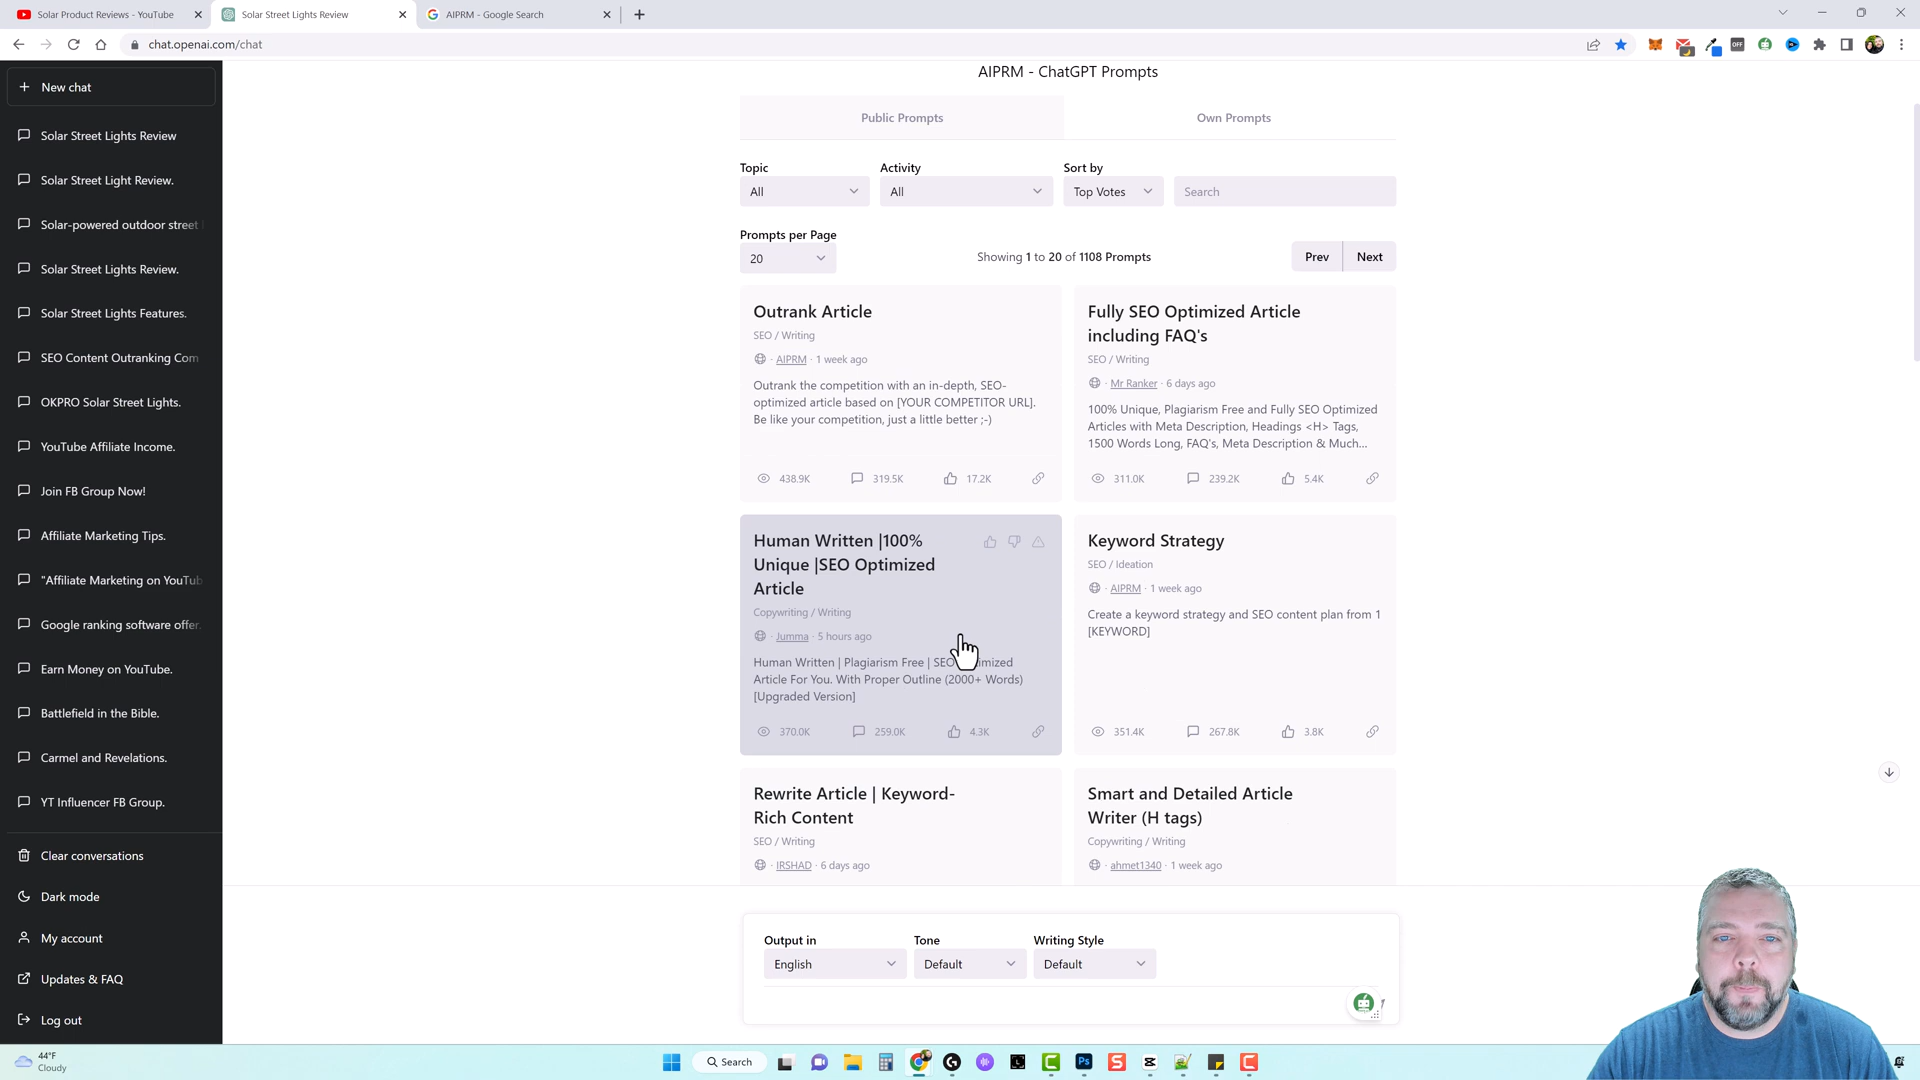 Solar Product Reviews - YouTube
Solar Street Lights Review
AIPRM - Google Search
chat.openai.com/chat
OFF
New chat
Solar Street Lights Review
Solar Street Light Review.
Solar-powered outdoor street
Solar Street Lights Review.
Solar Street Lights Features.
SEO Content Outranking Com
OKPRO Solar Street Lights.
YouTube Affiliate Income.
Join FB Group Now!
Affiliate Marketing Tips.
"Affiliate Marketing on YouTub
Google ranking software offer.
Earn Money on YouTube.
Battlefield in the Bible.
Carmel and Revelations.
YT Influencer FB Group.
Clear conversations
Dark mode
My account
Updates & FAQ
Log out
AIPRM - ChatGPT Prompts
Public Prompts
Own Prompts
Topic
Activity
Sort by
All
All
Top Votes
Search
Prompts per Page
20
Showing 1 to 20 of 1108 Prompts
Prev
Next
Outrank Article
SEO / Writing
· AIPRM · 1 week ago
Outrank the competition with an in-depth, SEO-
optimized article based on [YOUR COMPETITOR URL].
Be like your competition, just a little better ;-)
438.9K
319.5K
17.2K
Fully SEO Optimized Article
including FAQ's
SEO / Writing
· Mr Ranker · 6 days ago
100% Unique, Plagiarism Free and Fully SEO Optimized
Articles with Meta Description, Headings <H> Tags,
1500 Words Long, FAQ's, Meta Description & Much...
311.0K
239.2K
5.4K
Human Written |100%
Unique |SEO Optimized
Article
Copywriting / Writing
· Jumma · 5 hours ago
Human Written | Plagiarism Free | SEO
Article For You. With Proper Outline (2000+ Words)
[Upgraded Version]
370.0K
259.0K
4.3K
Keyword Strategy
SEO / Ideation
· AIPRM · 1 week ago
Create a keyword strategy and SEO content plan from 1
[KEYWORD]
351.4K
267.8K
3.8K
Rewrite Article | Keyword-
Rich Content
SEO / Writing
· IRSHAD · 6 days ago
Smart and Detailed Article
Writer (H tags)
Copywriting / Writing
· ahmet1340 · 1 week ago
Output in
Tone
Writing Style
English
Default
Default
44°F
Cloudy
Search
Ps